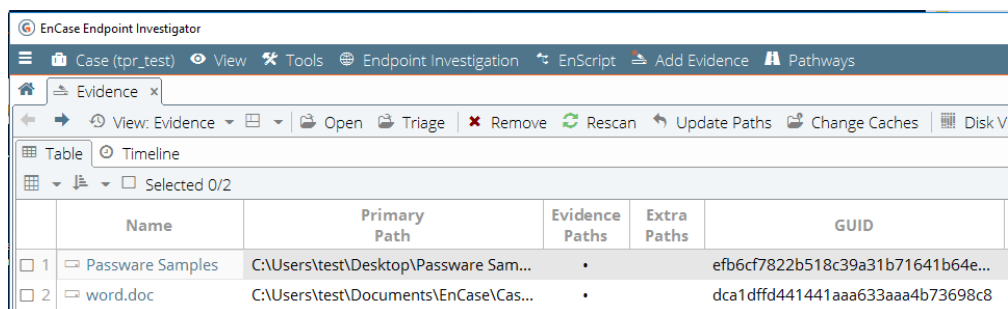 EnCase Endpoint Investigator
Case (tpr_test) View Tools Endpoint Investigation EnScript Add Evidence Pathways
Evidence x
View: Evidence Open Triage Remove Rescan Update Paths Change Caches Disk V
Table Timeline
Selected 0/2
Name Primary Path Evidence Paths Extra Paths GUID
1 Passware Samples C:\Users\test\Desktop\Passware Sam... • efb6cf7822b518c39a31b71641b64e...
2 word.doc C:\Users\test\Documents\EnCase\Cas... • dca1dffd441441aaa633aaa4b73698c8